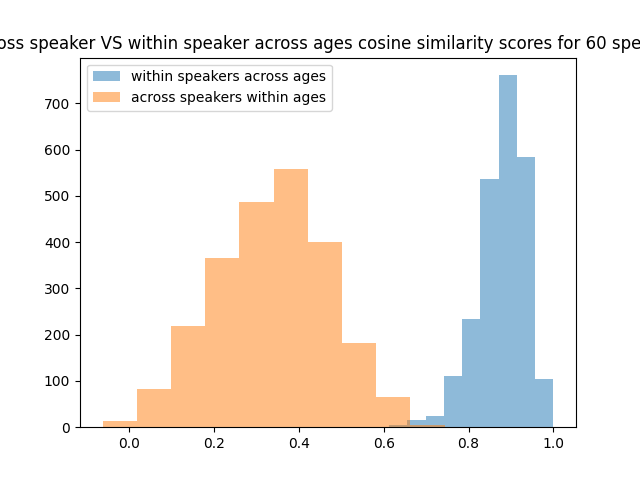 oss speaker VS within speaker across ages cosine similarity scores for 60 spe
within speakers across ages
across speakers within ages
700
600
500
400
300
200
100
0
0.0 0.2 0.4 0.6 0.8 1.0